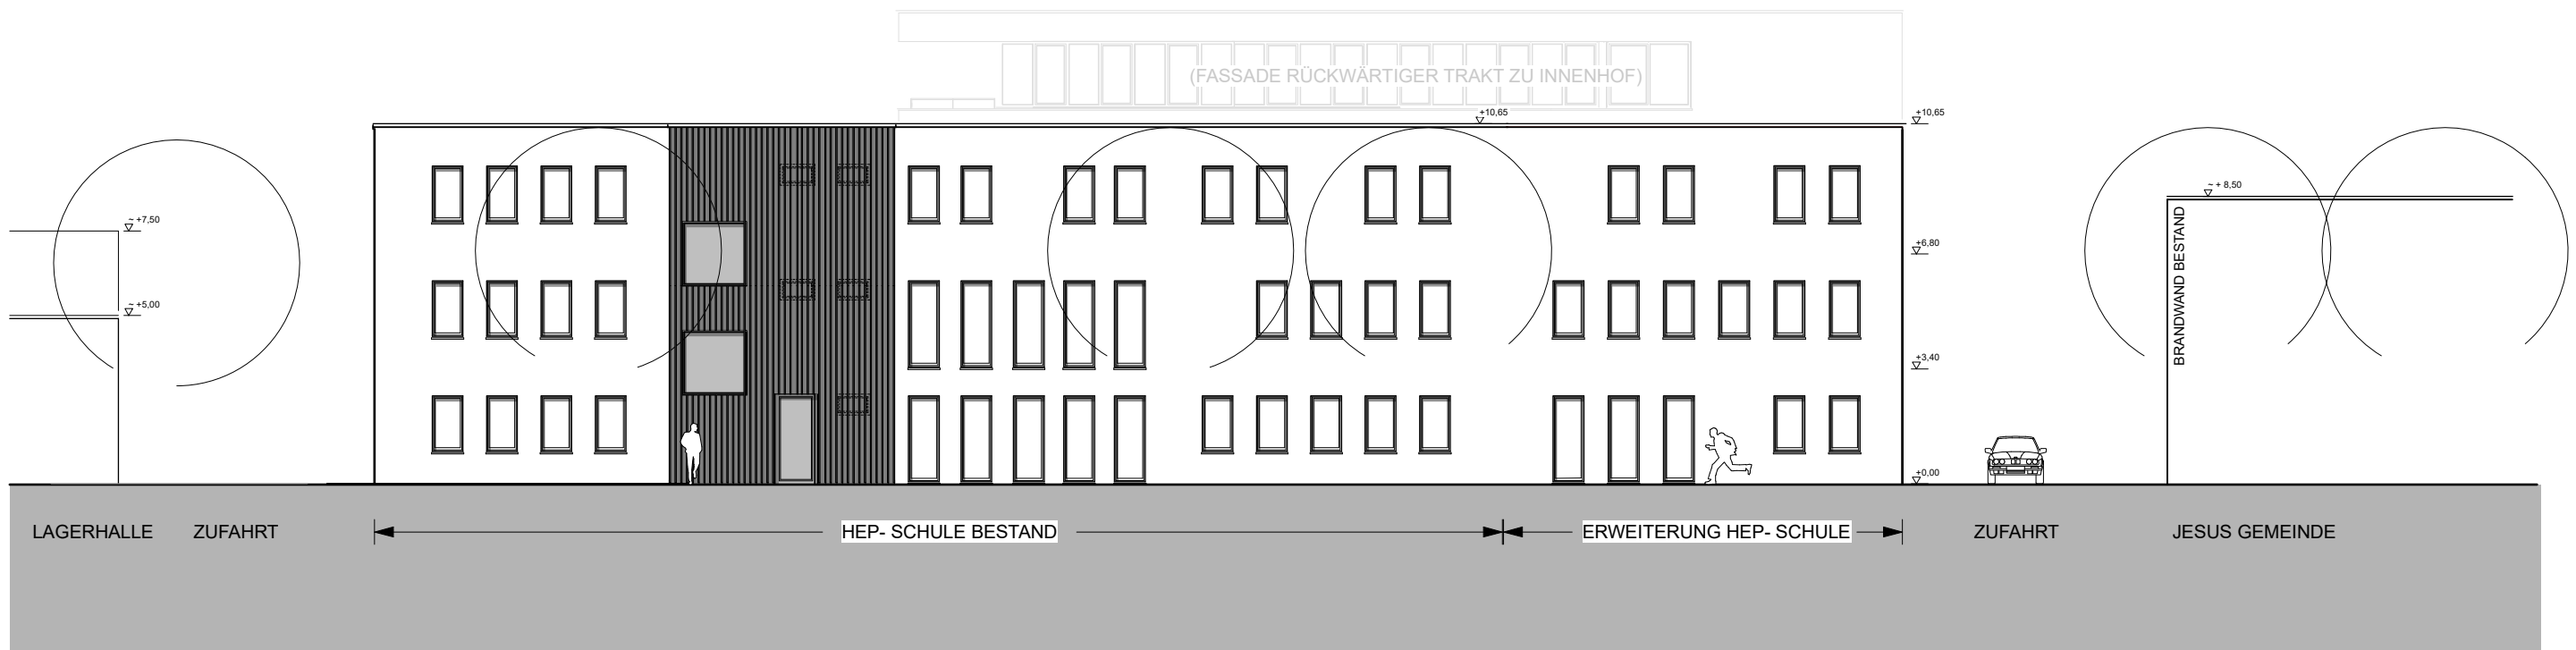 (FASSADE RÜCKWÄRTIGER TRAKT ZU INNENHOF)
+10,65
+10,65
~ + 8,50
~ +7,50
+6,80
~ +5,00
+3,40
+0,00
BRANDWAND BESTAND
LAGERHALLE ZUFAHRT HEP- SCHULE BESTAND ERWEITERUNG HEP- SCHULE ZUFAHRT JESUS GEMEINDE